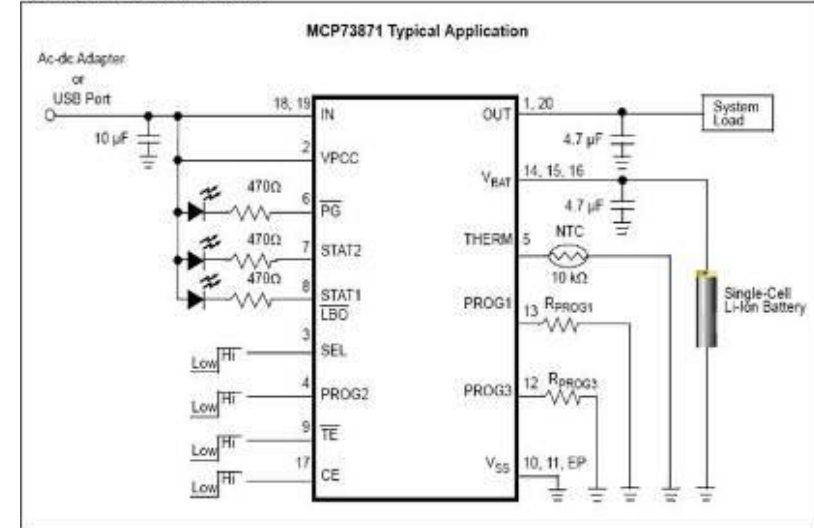 MCP73871 Typical Application
Ac-dc Adapter
or
USB Port
10 µF
18, 19
IN
2
VPCC
470Ω
6
PG
470Ω
7
STAT2
470Ω
8
STAT1
LBO
3
SEL
Low Hi
4
PROG2
Low Hi
9
TE
Low Hi
17
CE
Low Hi
OUT
1, 20
System
Load
4.7 µF
VBAT
14, 15, 16
4.7 µF
THERM
5
NTC
10 kΩ
PROG1
13
RPROG1
Single-Cell
Li-Ion Battery
PROG3
12
RPROG3
VSS
10, 11, EP